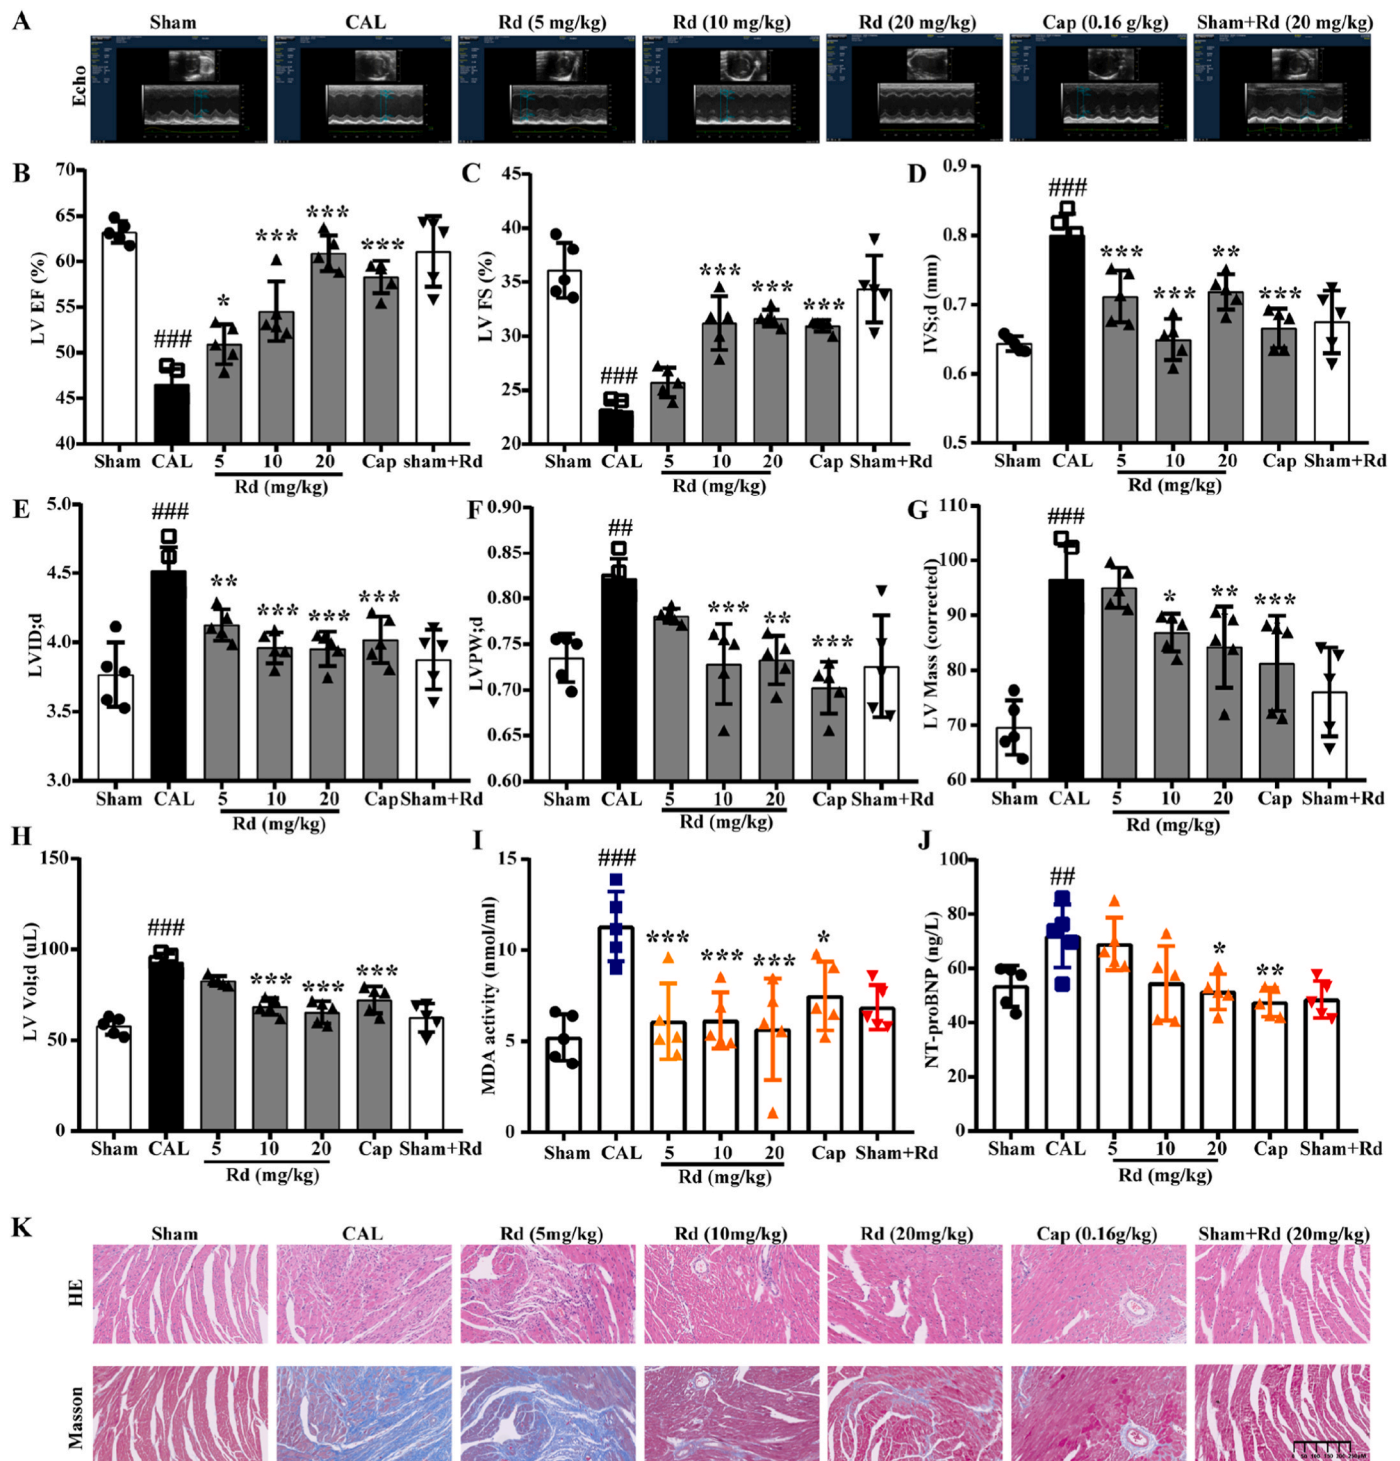 A
Sham
CAL
Rd (5 mg/kg)
Rd (10 mg/kg)
Rd (20 mg/kg)
Cap (0.16 g/kg)
Sham+Rd (20 mg/kg)
Echo
B
70
65
60
55
50
45
40
LV EF (%)
###
*
***
***
***
Sham
CAL
5
10
20
Cap
sham+Rd
Rd (mg/kg)
C
45
40
35
30
25
20
LV FS (%)
###
***
***
***
Sham
CAL
5
10
20
Cap
Sham+Rd
Rd (mg/kg)
D
0.9
0.8
0.7
0.6
0.5
IVS;d (nm)
###
***
***
**
***
Sham
CAL
5
10
20
Cap
Sham+Rd
Rd (mg/kg)
E
5.0
4.5
4.0
3.5
3.0
LVID;d
###
**
***
***
***
Sham
CAL
5
10
20
Cap
Sham+Rd
Rd (mg/kg)
F
0.90
0.85
0.80
0.75
0.70
0.65
0.60
LVPW;d
##
***
**
***
Sham
CAL
5
10
20
Cap
Sham+Rd
Rd (mg/kg)
G
110
100
90
80
70
60
LV Mass (corrected)
###
*
**
***
Sham
CAL
5
10
20
Cap
Sham+Rd
Rd (mg/kg)
H
150
100
50
0
LV Vol;d (uL)
###
***
***
***
Sham
CAL
5
10
20
Cap
Sham+Rd
Rd (mg/kg)
I
15
10
5
0
MDA activity (nmol/ml)
###
***
***
***
*
Sham
CAL
5
10
20
Cap
Sham+Rd
Rd (mg/kg)
J
100
80
60
40
20
0
NT-proBNP (ng/L)
##
*
**
Sham
CAL
5
10
20
Cap
Sham+Rd
Rd (mg/kg)
K
Sham
CAL
Rd (5mg/kg)
Rd (10mg/kg)
Rd (20mg/kg)
Cap (0.16g/kg)
Sham+Rd (20mg/kg)
HE
Masson